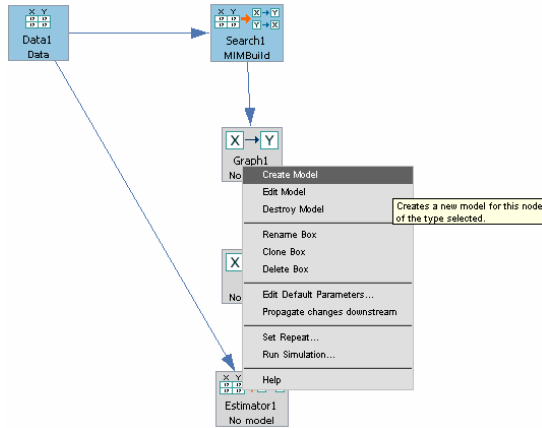 X Y
X Y
X → Y
Y → X
Data1
Data
Search1
MIMBuild
X → Y
Graph1
No
Create Model
Edit Model
Destroy Model
Creates a new model for this node
of the type selected.
Rename Box
Clone Box
Delete Box
X
No
Edit Default Parameters...
Propagate changes downstream
Set Repeat...
Run Simulation...
Help
X Y
Estimator1
No model